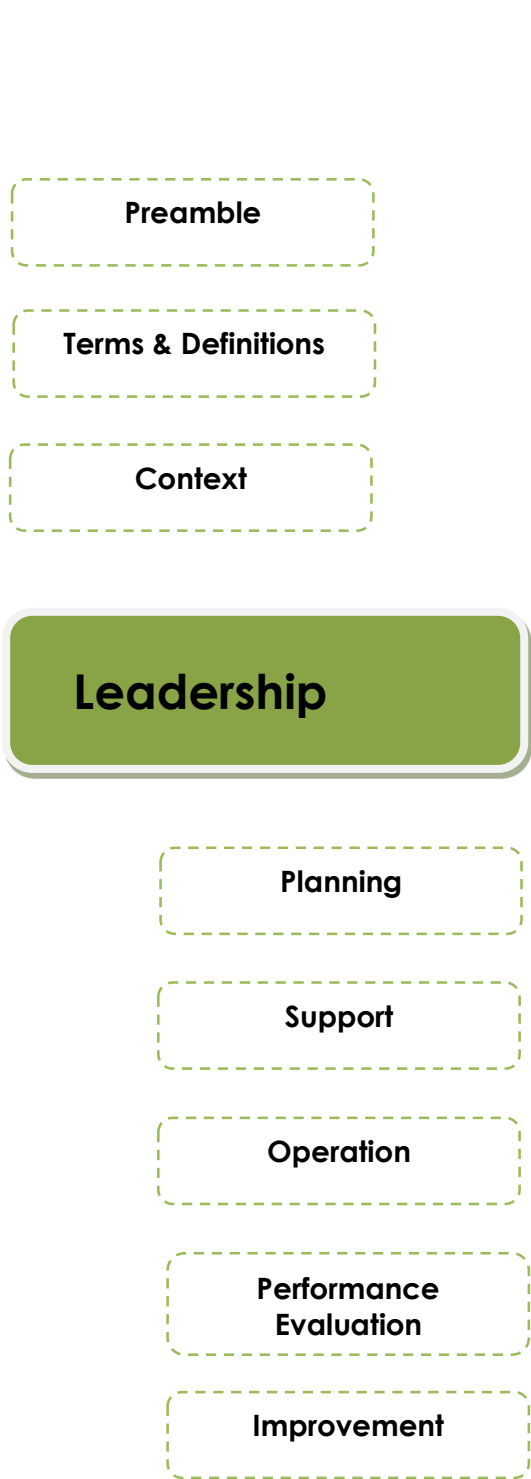 Preamble
Terms & Definitions
Context
Leadership
Planning
Support
Operation
Performance
Evaluation
Improvement